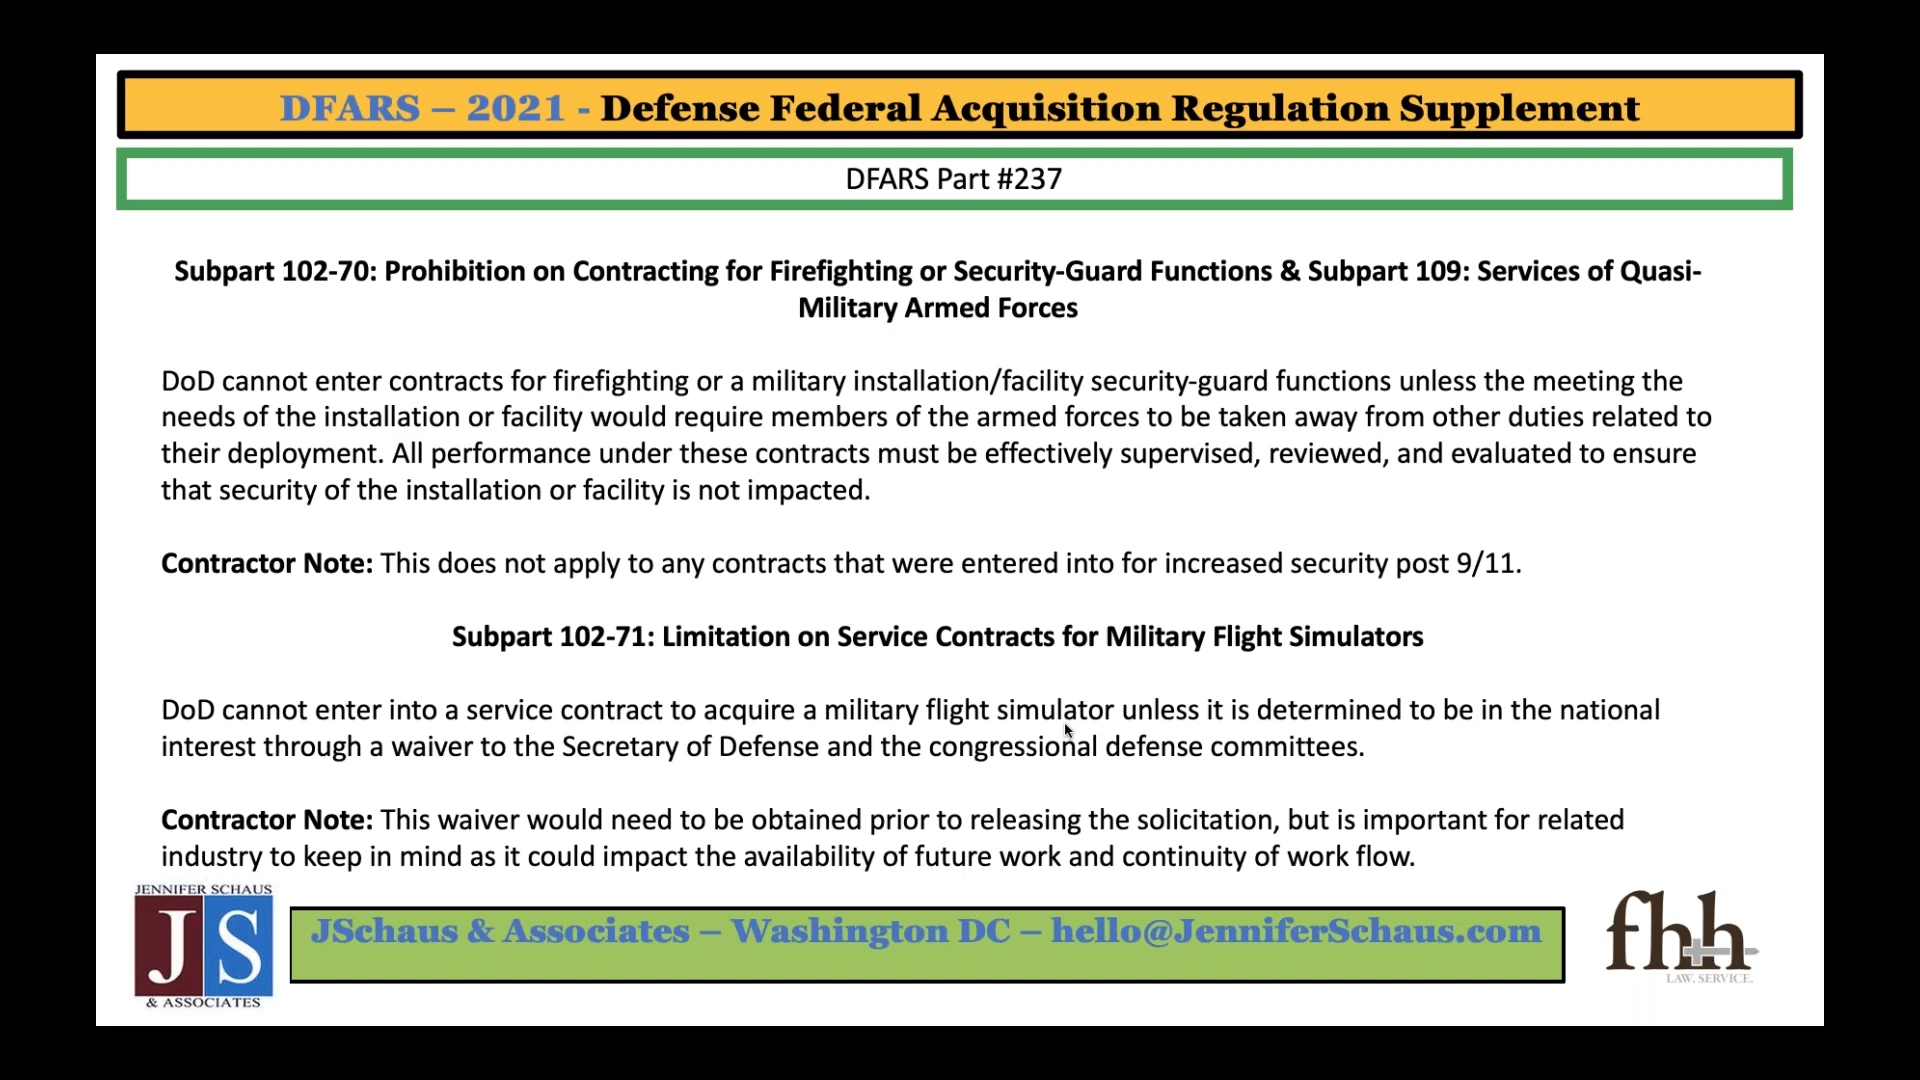 DFARS – 2021 - Defense Federal Acquisition Regulation Supplement
DFARS Part #237
Subpart 102-70: Prohibition on Contracting for Firefighting or Security-Guard Functions & Subpart 109: Services of Quasi-
Military Armed Forces
DoD cannot enter contracts for firefighting or a military installation/facility security-guard functions unless the meeting the
needs of the installation or facility would require members of the armed forces to be taken away from other duties related to
their deployment. All performance under these contracts must be effectively supervised, reviewed, and evaluated to ensure
that security of the installation or facility is not impacted.
Contractor Note: This does not apply to any contracts that were entered into for increased security post 9/11.
Subpart 102-71: Limitation on Service Contracts for Military Flight Simulators
DoD cannot enter into a service contract to acquire a military flight simulator unless it is determined to be in the national
interest through a waiver to the Secretary of Defense and the congressional defense committees.
Contractor Note: This waiver would need to be obtained prior to releasing the solicitation, but is important for related
industry to keep in mind as it could impact the availability of future work and continuity of work flow.
JENNIFER SCHAUS
JS
& ASSOCIATES
JSchaus & Associates – Washington DC – hello@JenniferSchaus.com
fhh
LAW. SERVICE.